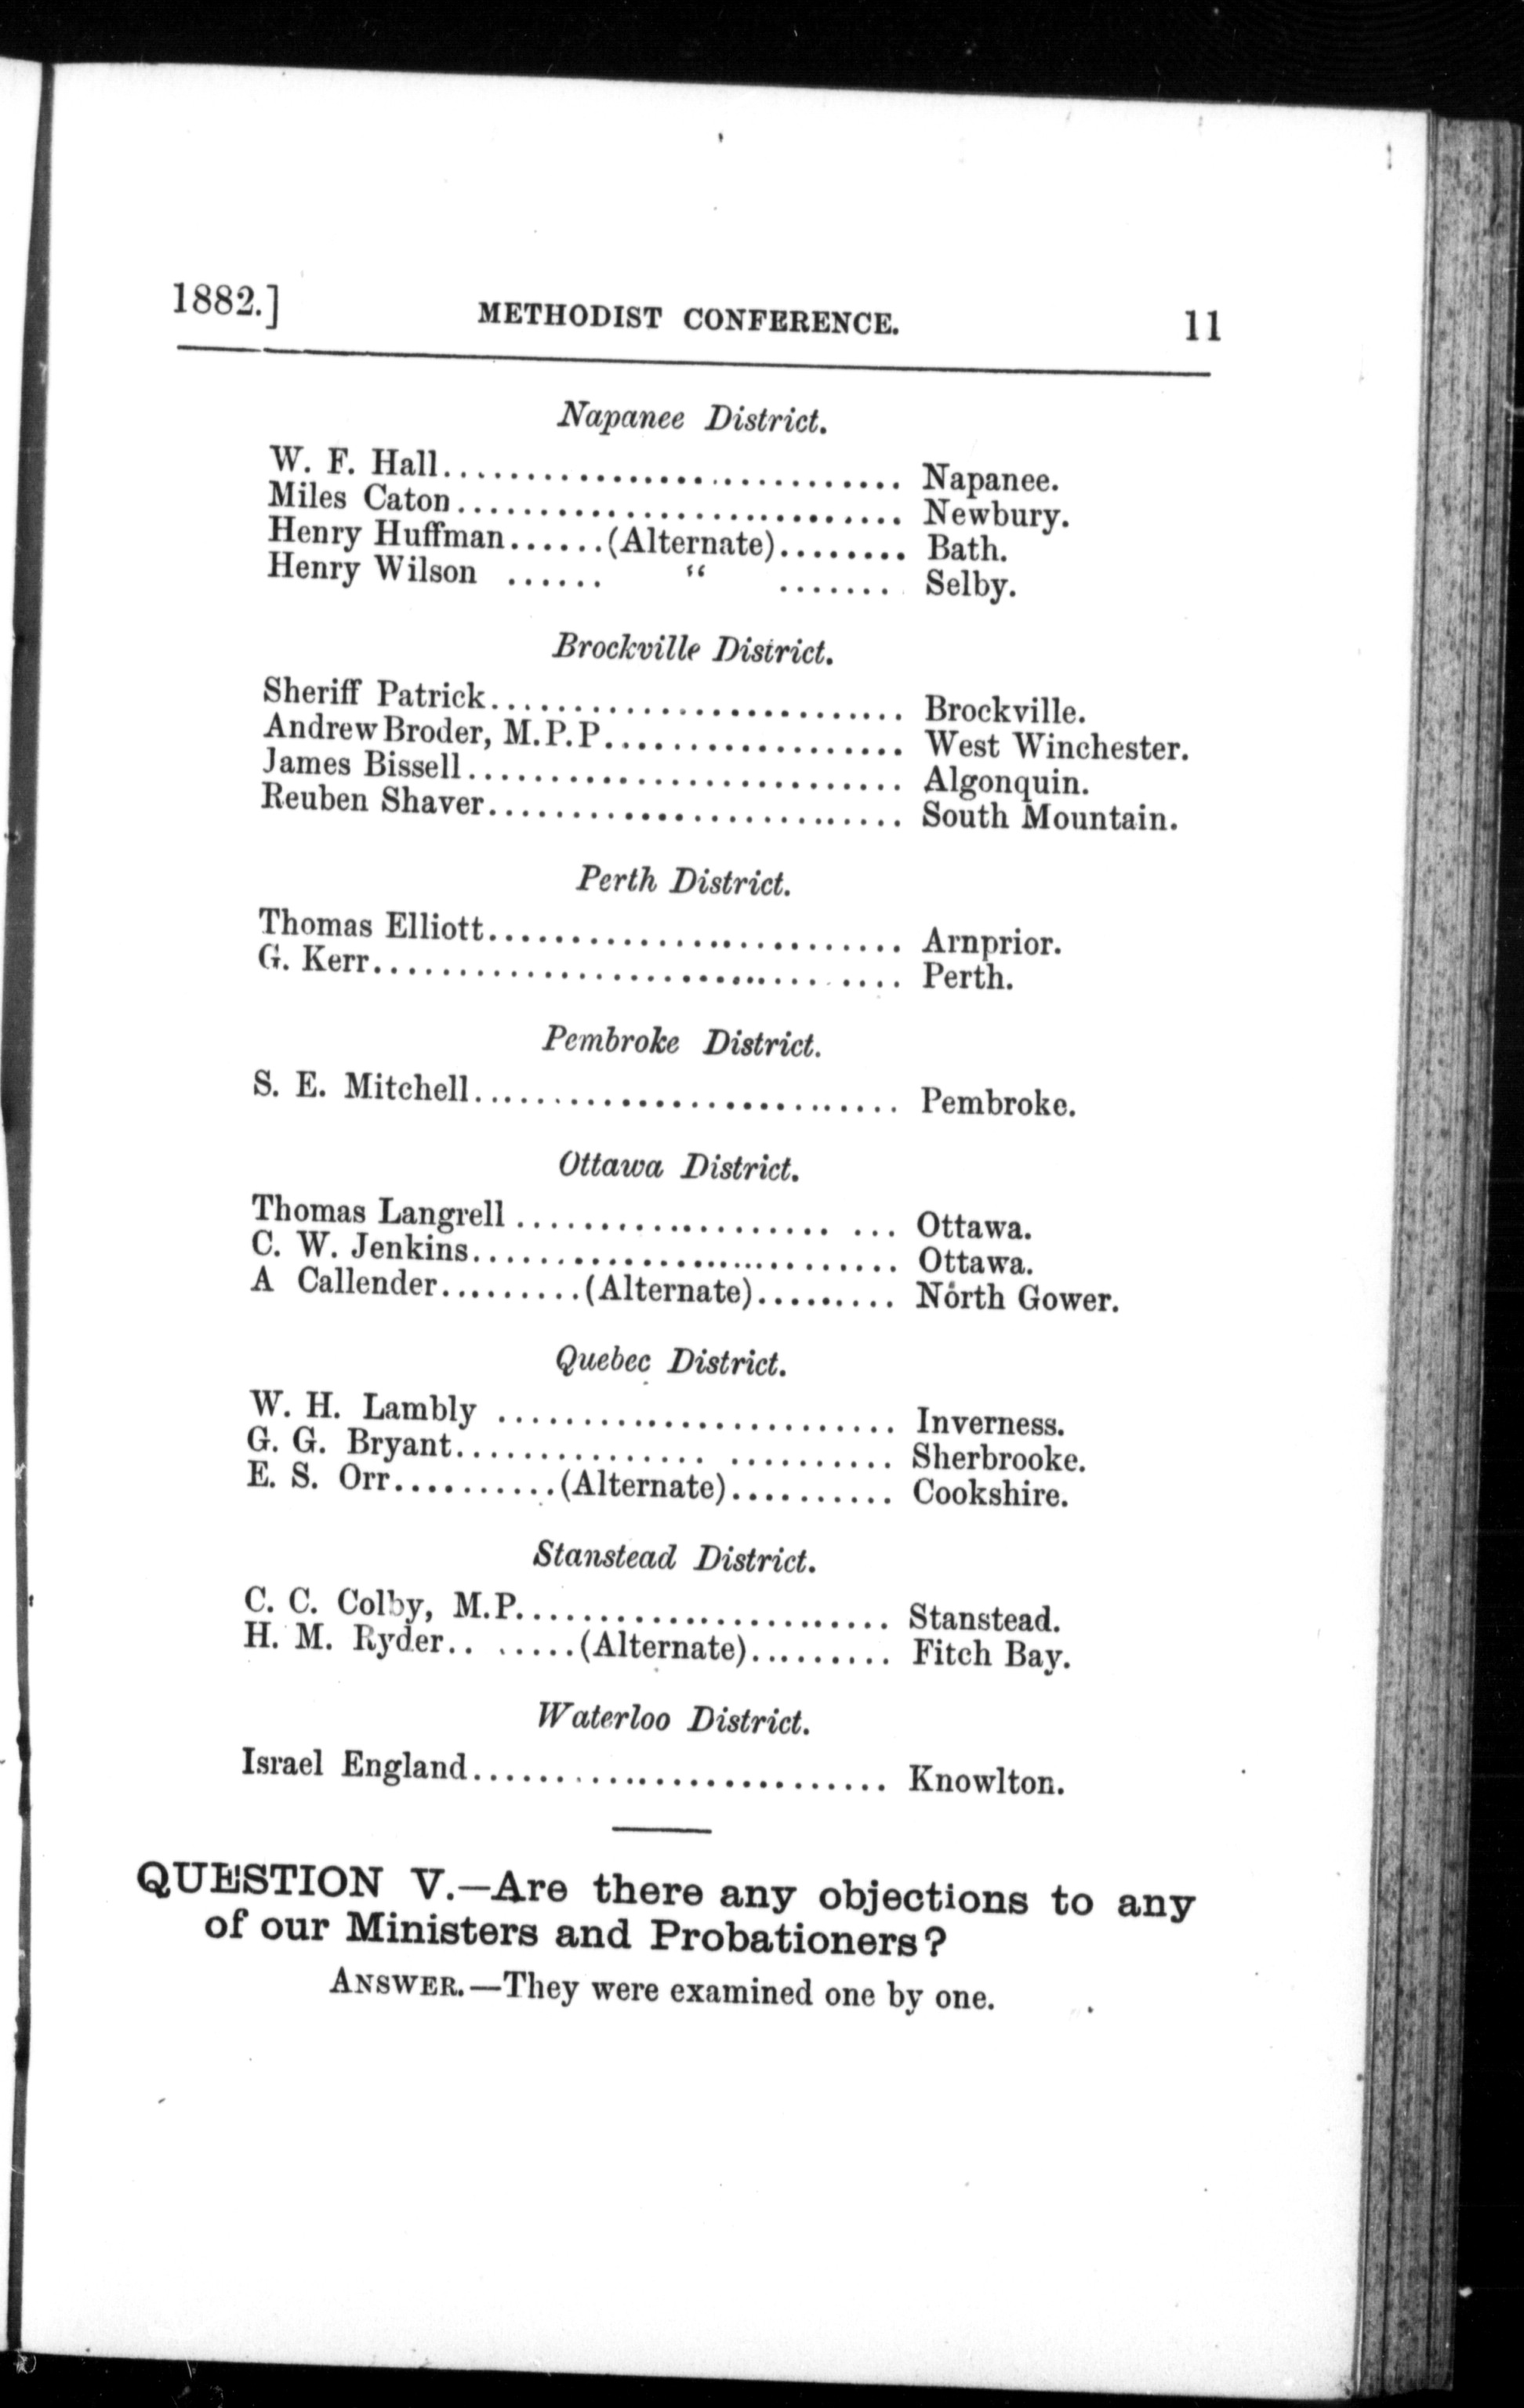 1882.] METHODIST CONFERENCE. 11
Napanee District.
W. F. Hall............................ Napanee.
Miles Caton........................... Newbury.
Henry Huffman......(Alternate)........ Bath.
Henry Wilson ...... “ ....... Selby.
Brockville District.
Sheriff Patrick......................... Brockville.
Andrew Broder, M.P.P.................. West Winchester.
James Bissell.......................... Algonquin.
Reuben Shaver......................... South Mountain.
Perth District.
Thomas Elliott......................... Arnprior.
G. Kerr............................... Perth.
Pembroke District.
S. E. Mitchell.......................... Pembroke.
Ottawa District.
Thomas Langrell ................... ... Ottawa.
C. W. Jenkins.......................... Ottawa.
A Callender.........(Alternate)......... North Gower.
Quebec District.
W. H. Lambly ........................ Inverness.
G. G. Bryant............... .......... Sherbrooke.
E. S. Orr..........(Alternate).......... Cookshire.
Stanstead District.
C. C. Colby, M.P....................... Stanstead.
H. M. Ryder.. .....(Alternate)......... Fitch Bay.
Waterloo District.
Israel England......................... Knowlton.
QUESTION V.—Are there any objections to any
of our Ministers and Probationers?
ANSWER.—They were examined one by one.